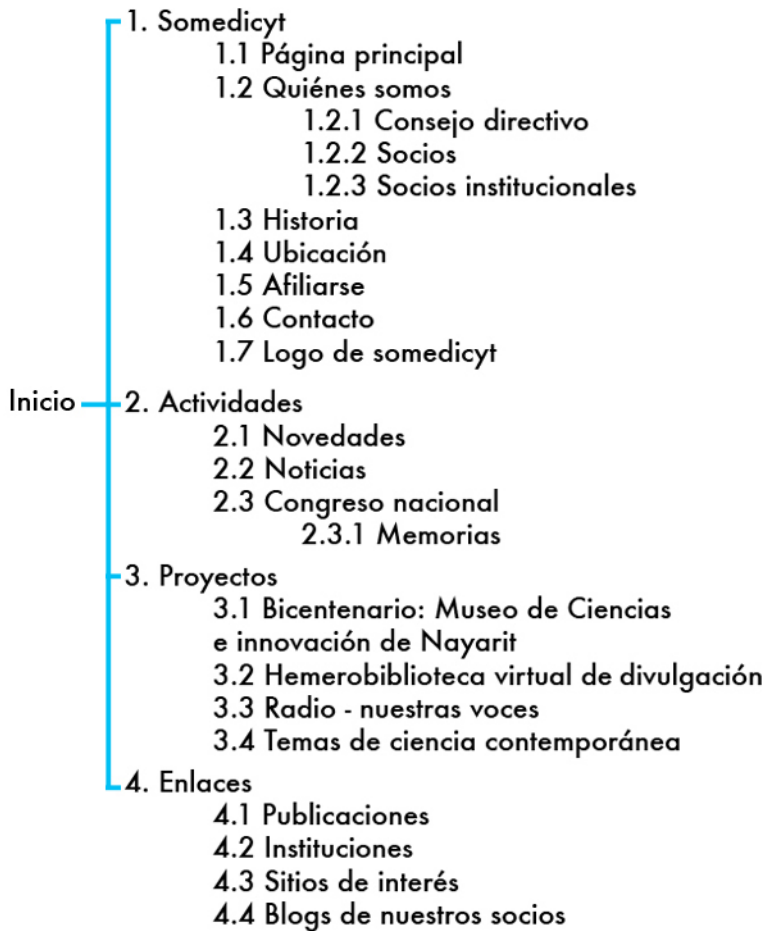 1. Somedicyt
1.1 Página principal
1.2 Quiénes somos
1.2.1 Consejo directivo
1.2.2 Socios
1.2.3 Socios institucionales
1.3 Historia
1.4 Ubicación
1.5 Afiliarse
1.6 Contacto
1.7 Logo de somedicyt
Inicio
2. Actividades
2.1 Novedades
2.2 Noticias
2.3 Congreso nacional
2.3.1 Memorias
3. Proyectos
3.1 Bicentenario: Museo de Ciencias
e innovación de Nayarit
3.2 Hemerobiblioteca virtual de divulgación
3.3 Radio - nuestras voces
3.4 Temas de ciencia contemporánea
4. Enlaces
4.1 Publicaciones
4.2 Instituciones
4.3 Sitios de interés
4.4 Blogs de nuestros socios